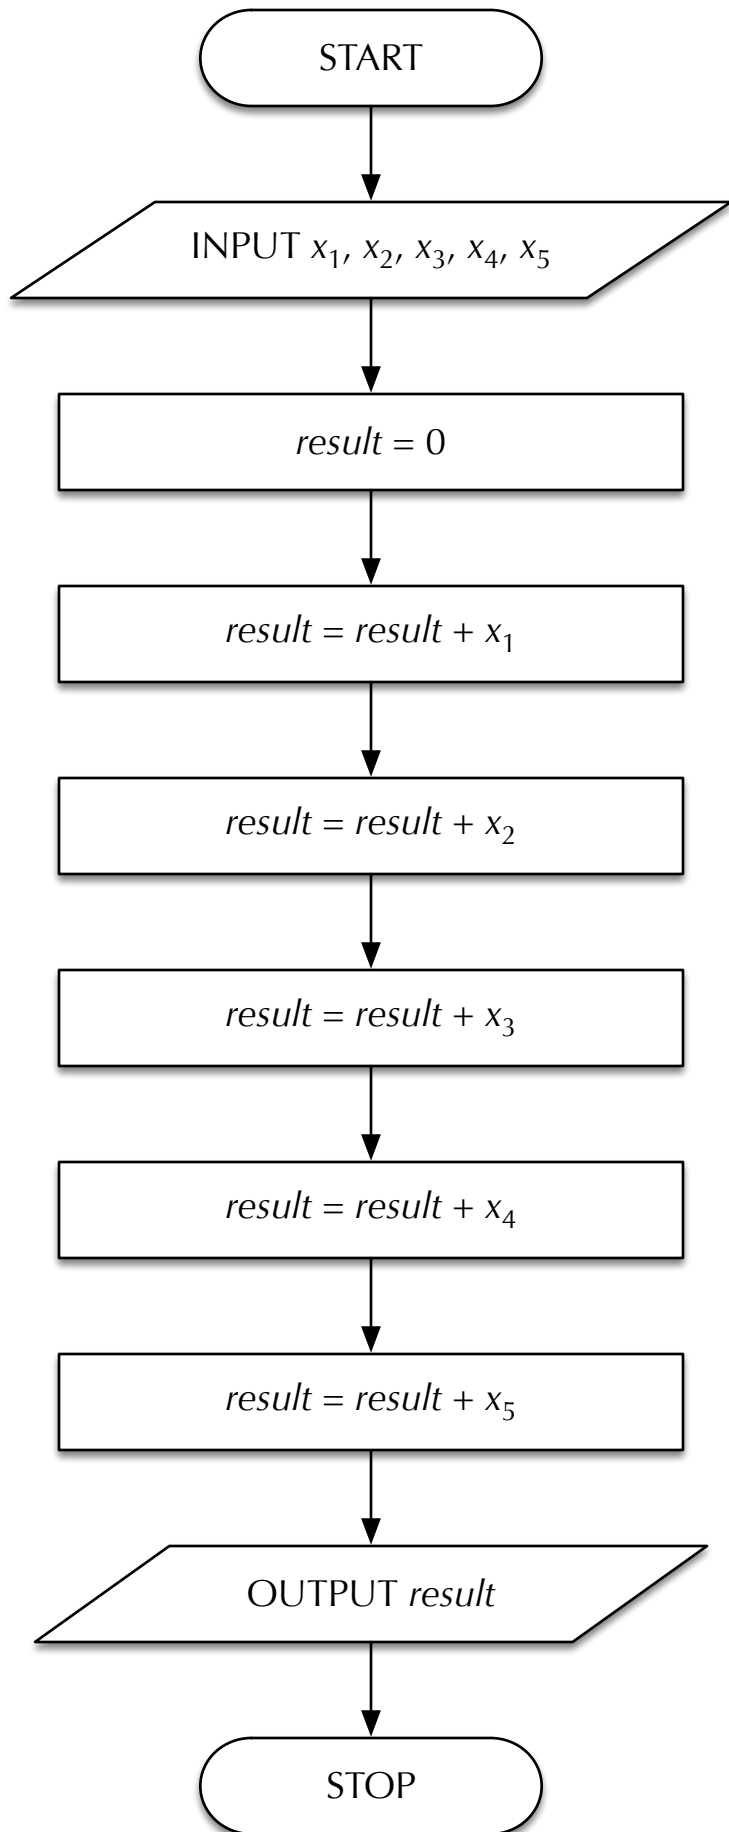 START
INPUT x₁, x₂, x₃, x₄, x₅
result = 0
result = result + x₁
result = result + x₂
result = result + x₃
result = result + x₄
result = result + x₅
OUTPUT result
STOP